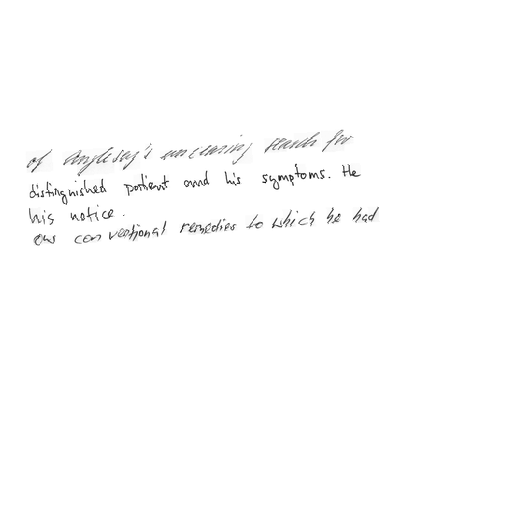 of Anglesey's unceasing search for
distinguished patient and his symptoms. He
his notice.
our conventional remedies to which he had